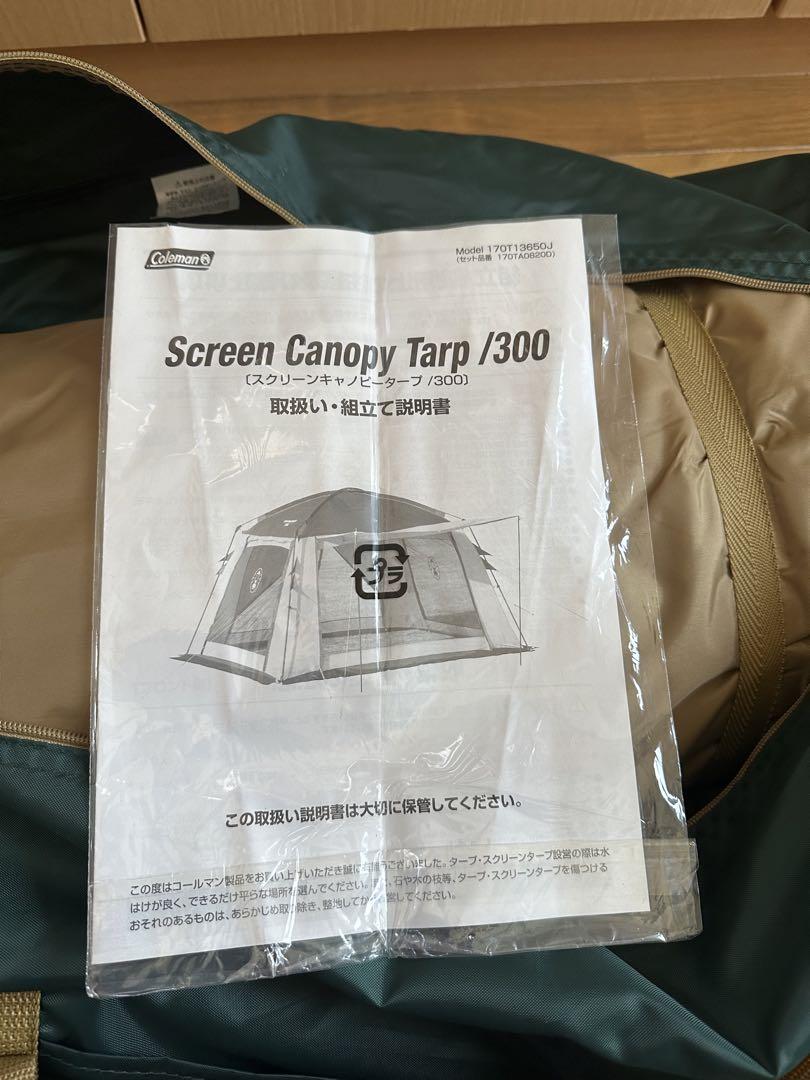 Coleman
Model 170T13650J
(セット品番 170TA0820D)
Screen Canopy Tarp /300
〔スクリーンキャノピータープ /300〕
取扱い・組立て説明書
プラ
この取扱い説明書は大切に保管してください。
この度はコールマン製品をお買い上げいただき誠に有難うございました。タープ・スクリーンタープ設営の際は水
はけが良く、できるだけ平らな場所を選んでください。 石や木の枝等、タープ・スクリーンタープを傷つける
おそれのあるものは、あらかじめ取り除き、整地してから設営してください。